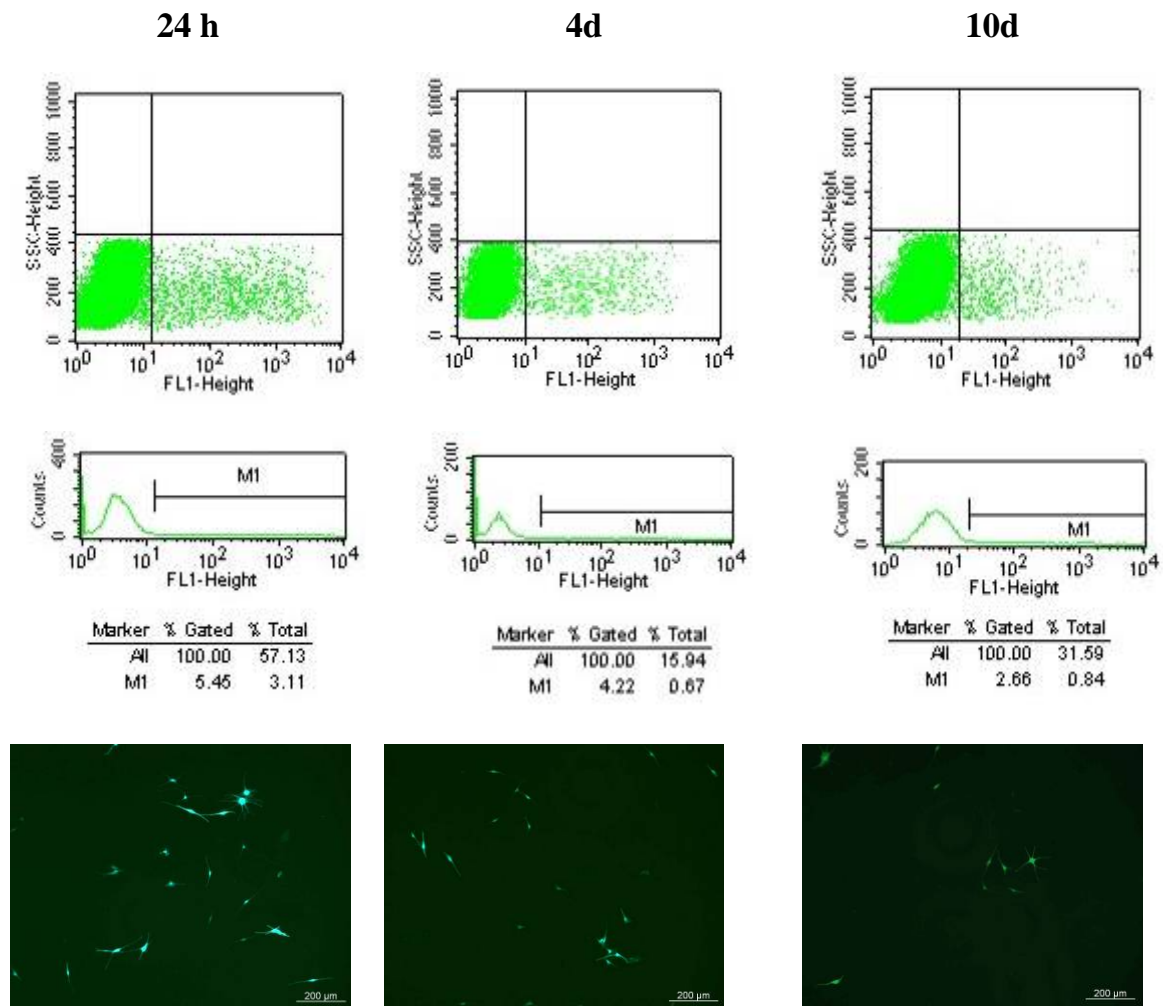 24 h 4d 10d
1000 1000 1000
800 800 800
600 600 600
SSC-Height SSC-Height SSC-Height
400 400 400
200 200 200
0 0 0
10^0 10^1 10^2 10^3 10^4 10^0 10^1 10^2 10^3 10^4 10^0 10^1 10^2 10^3 10^4
FL1-Height FL1-Height FL1-Height
400 200 200
Counts Counts Counts
M1 M1 M1
0 0 0
10^0 10^1 10^2 10^3 10^4 10^0 10^1 10^2 10^3 10^4 10^0 10^1 10^2 10^3 10^4
FL1-Height FL1-Height FL1-Height
Marker % Gated % Total Marker % Gated % Total Marker % Gated % Total
All 100.00 57.13 All 100.00 15.94 All 100.00 31.59
M1 5.45 3.11 M1 4.22 0.67 M1 2.66 0.84
200 µm 200 µm 200 µm